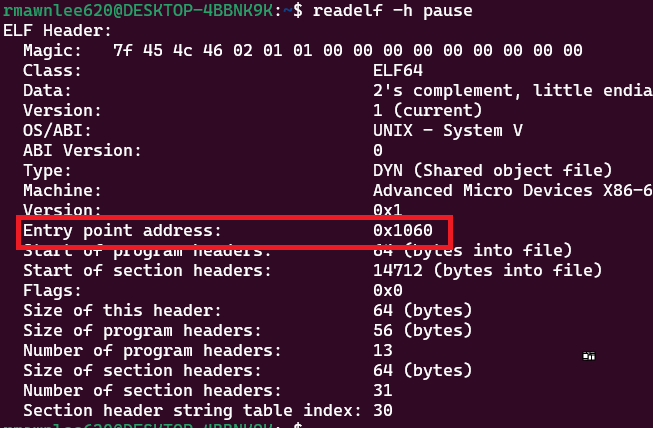 rmawnlee620@DESKTOP-4BBNK9K:~$ readelf -h pause
ELF Header:
Magic: 7f 45 4c 46 02 01 01 00 00 00 00 00 00 00 00 00
Class: ELF64
Data: 2's complement, little endia
Version: 1 (current)
OS/ABI: UNIX - System V
ABI Version: 0
Type: DYN (Shared object file)
Machine: Advanced Micro Devices X86-6
Version: 0x1
Entry point address: 0x1060
Start of program headers: 64 (bytes into file)
Start of section headers: 14712 (bytes into file)
Flags: 0x0
Size of this header: 64 (bytes)
Size of program headers: 56 (bytes)
Number of program headers: 13
Size of section headers: 64 (bytes)
Number of section headers: 31
Section header string table index: 30
rmawnlee620@DESKTOP-4BBNK9K:~$